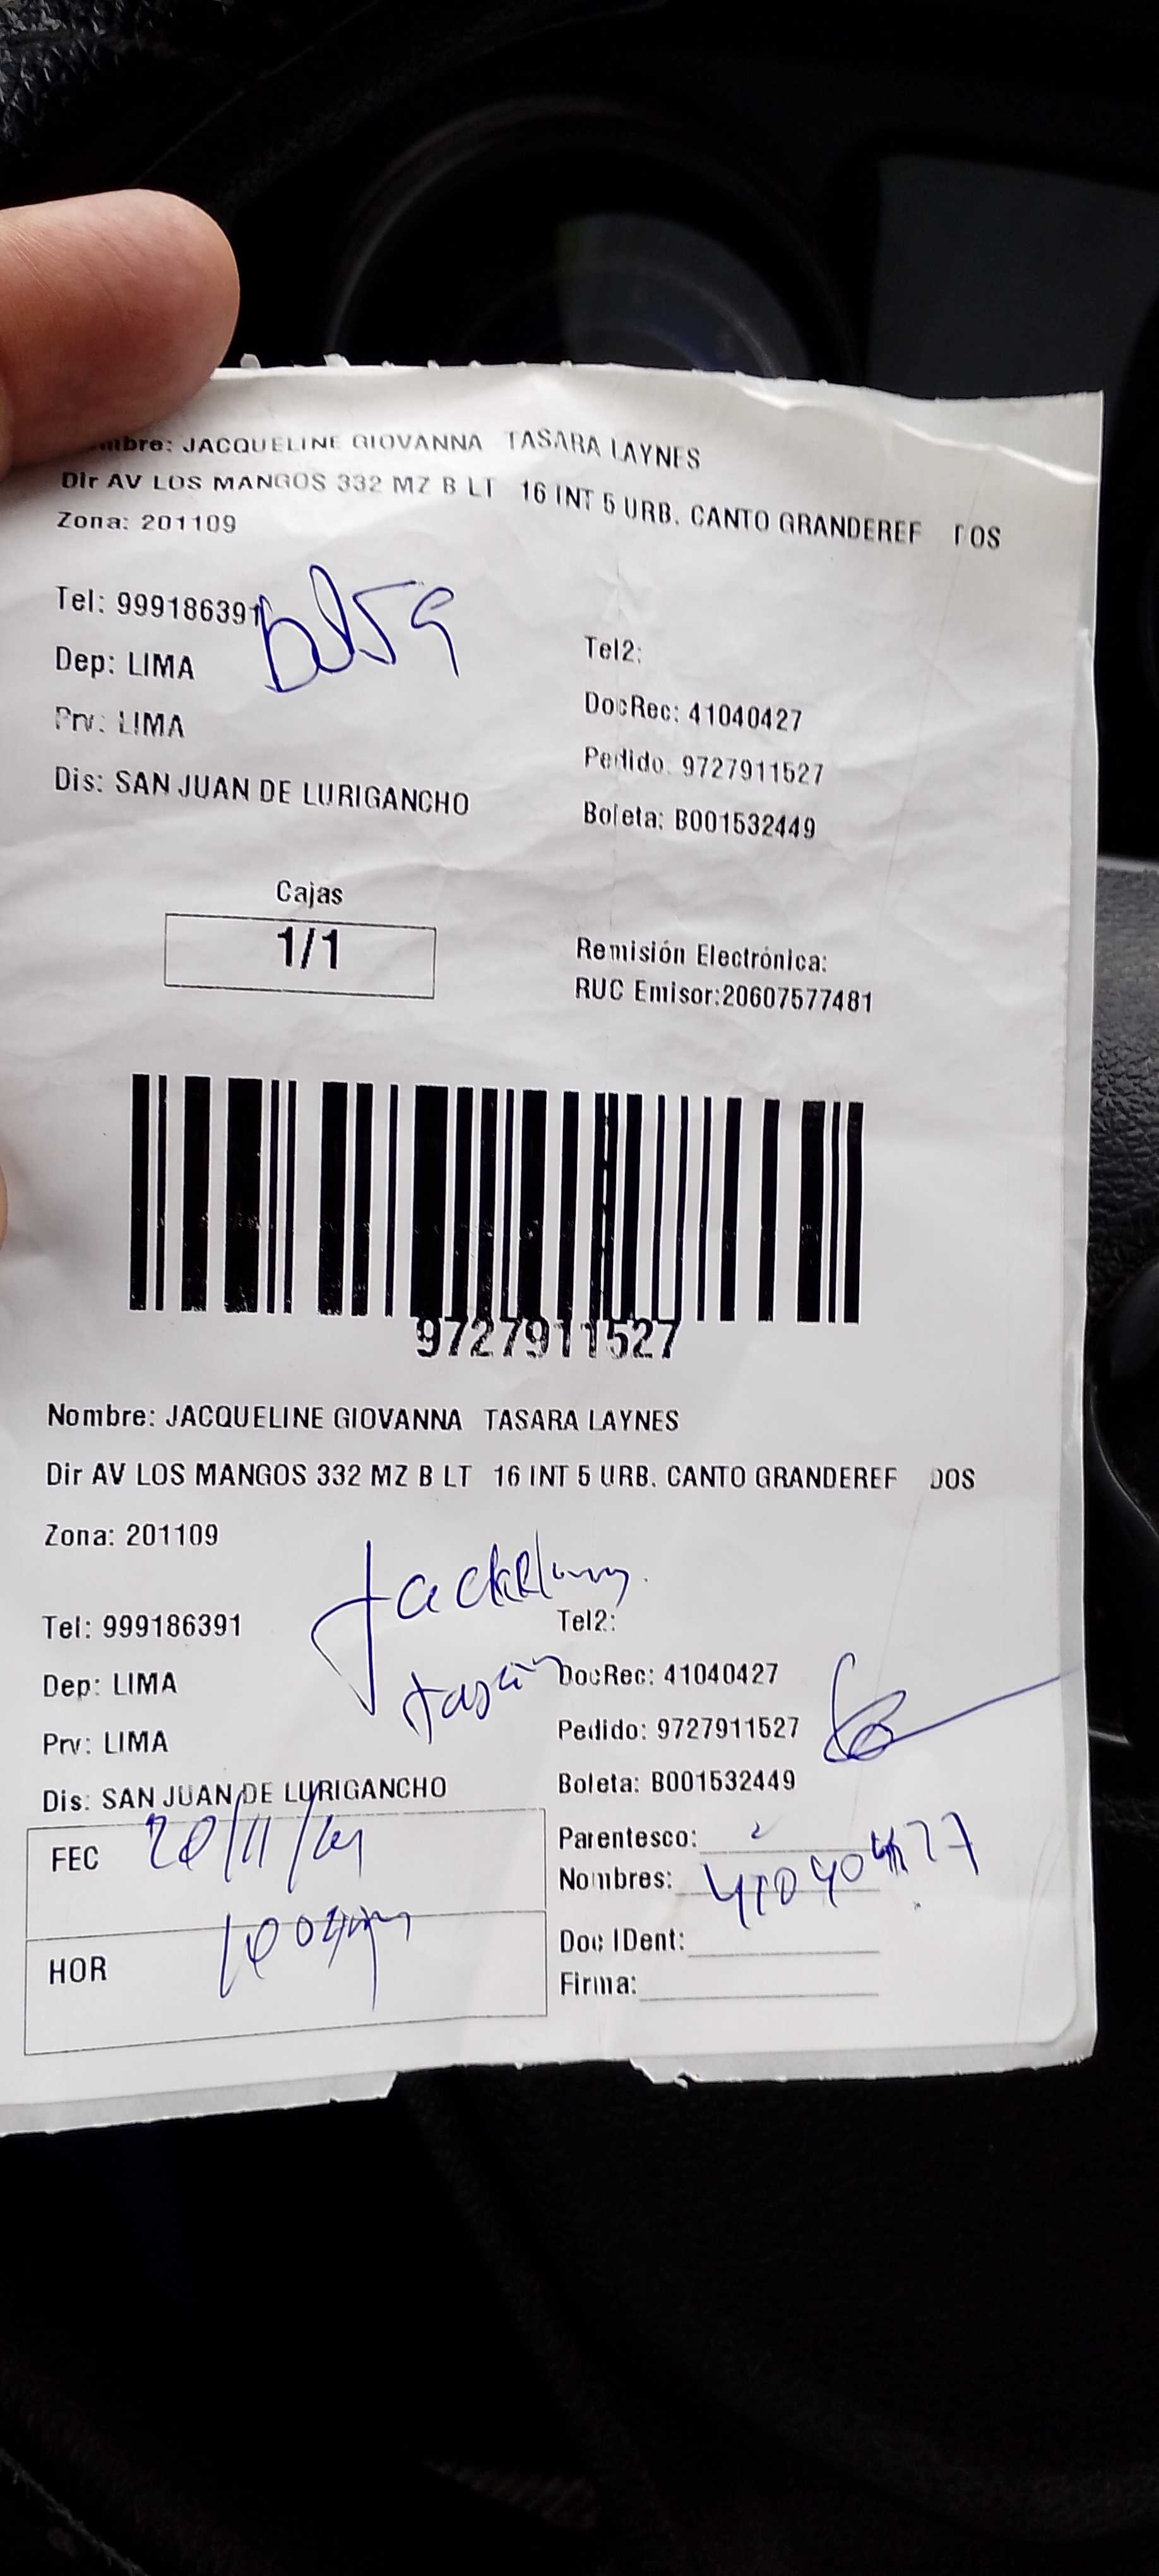 mbre: JACQUELINE GIOVANNA TASARA LAYNES
Dir AV LOS MANGOS 332 MZ B LT 16 INT 5 URB. CANTO GRANDEREF DOS
Zona: 201109
Tel: 999186391
bolsa
Dep: LIMA
Tel2:
Prv: LIMA
DocRec: 41040427
Pedido: 9727911527
Dis: SAN JUAN DE LURIGANCHO
Boleta: B001532449
Cajas
1/1
Remisión Electrónica:
RUC Emisor:20607577481
9727911527
Nombre: JACQUELINE GIOVANNA TASARA LAYNES
Dir AV LOS MANGOS 332 MZ B LT 16 INT 5 URB. CANTO GRANDEREF DOS
Zona: 201109
Tel: 999186391
Tel2:
Dep: LIMA
DocRec: 41040427
Prv: LIMA
Pedido: 9727911527
Dis: SAN JUAN DE LURIGANCHO
Boleta: B001532449
FEC
Parentesco:
Nombres: 41040427
HOR
Doc IDent:
Firma: